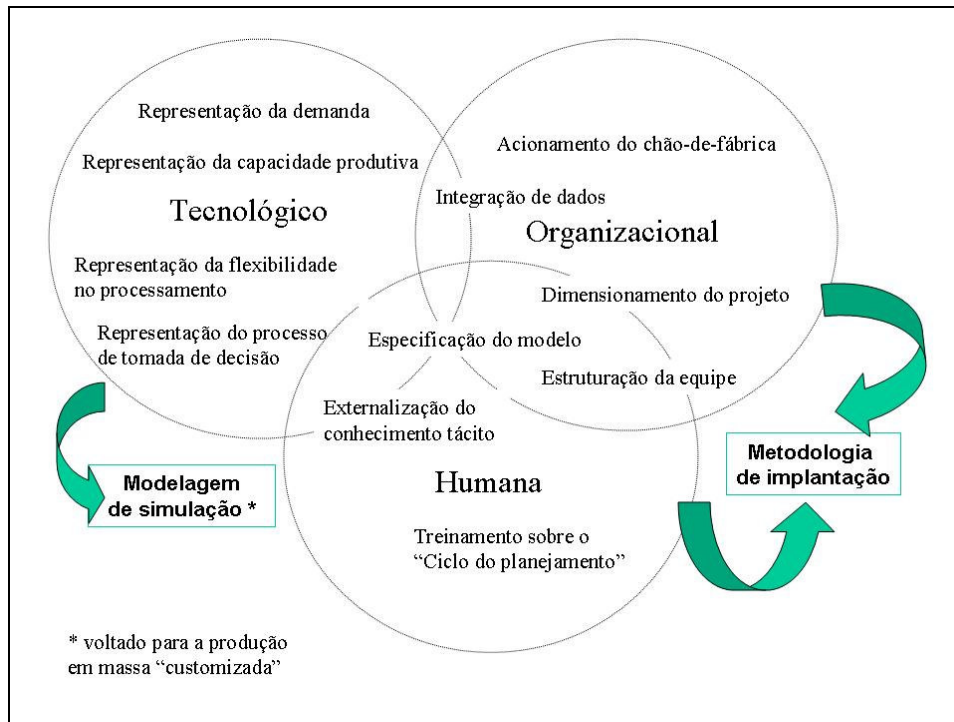 Representação da demanda
Acionamento do chão-de-fábrica
Representação da capacidade produtiva
Integração de dados
Tecnológico
Organizacional
Representação da flexibilidade
no processamento
Dimensionamento do projeto
Representação do processo
de tomada de decisão
Especificação do modelo
Estruturação da equipe
Externalização do
conhecimento tácito
Metodologia
de implantação
Modelagem
de simulação *
Humana
Treinamento sobre o
“Ciclo do planejamento”
* voltado para a produção
em massa “customizada”